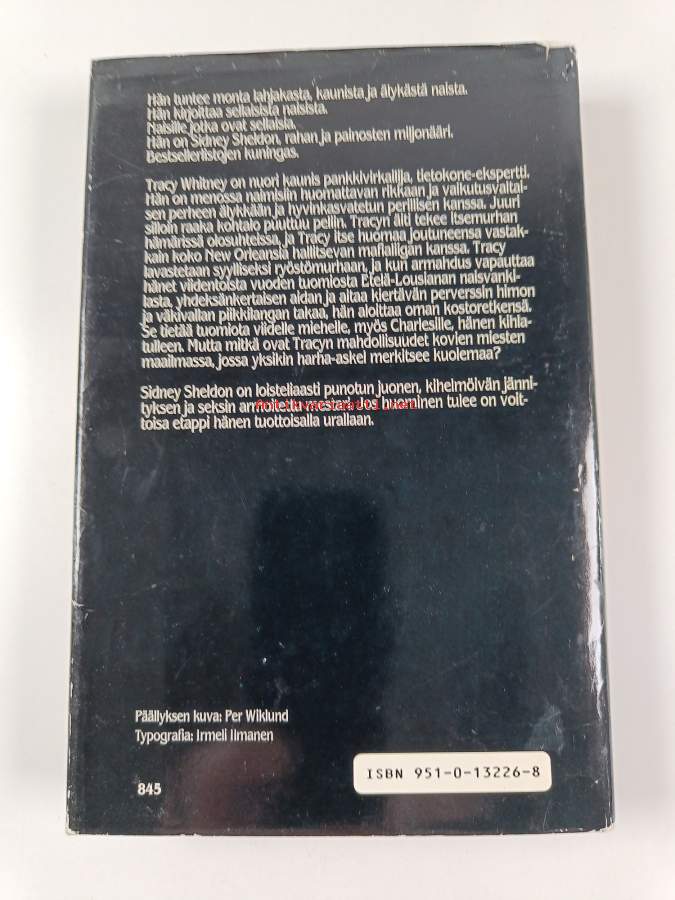 Hän tuntee monta lahjakasta, kaunista ja älykästä naista.
Hän kirjoittaa sellaisista naisista.
Naisille jotka ovat sellaisia.
Hän on Sidney Sheldon, rahan ja painosten miljonääri.
Bestsellerlistojen kuningas.
Tracy Whitney on nuori kaunis pankkivirkailija, tietokone-ekspertti.
Hän on menossa naimisiin huomattavan rikkaan ja vaikutusvaltai-
sen perheen älykkään ja hyvinkasvatetun perillisen kanssa. Juuri
silloin raaka kohtalo puuttuu peliin. Tracyn äiti tekee itsemurhan
hämärissä olosuhteissa, ja Tracy itse huomaa joutuneensa vastak-
kain koko New Orleansia hallitsevan mafialiigan kanssa. Tracy
lavastetaan syylliseksi ryöstömurhaan, ja kun armahdus vapauttaa
hänet viidentoista vuoden tuomiosta Etelä-Lousianan naisvanki-
lasta, yhdeksänkertaisen aidan ja aitaa kiertävän perverssin himon
ja väkivallan piikkilangan takaa, hän aloittaa oman kostoretkensä.
Se tietää tuomiota viidelle miehelle, myös Charlesille, hänen kihla-
tulleen. Mutta mitkä ovat Tracyn mahdollisuudet kovien miesten
maailmassa, jossa yksikin harha-askel merkitsee kuolemaa?
Sidney Sheldon on loisteliaasti punotun juonen, kihelmöivän jänni-
tyksen ja seksin armoitettu mestari. Jos huominen tulee on voit-
toisa etappi hänen tuottoisalla urallaan.
Päällyksen kuva: Per Wiklund
Typografia: Irmeli Ilmanen
ISBN 951-0-13226-8
845